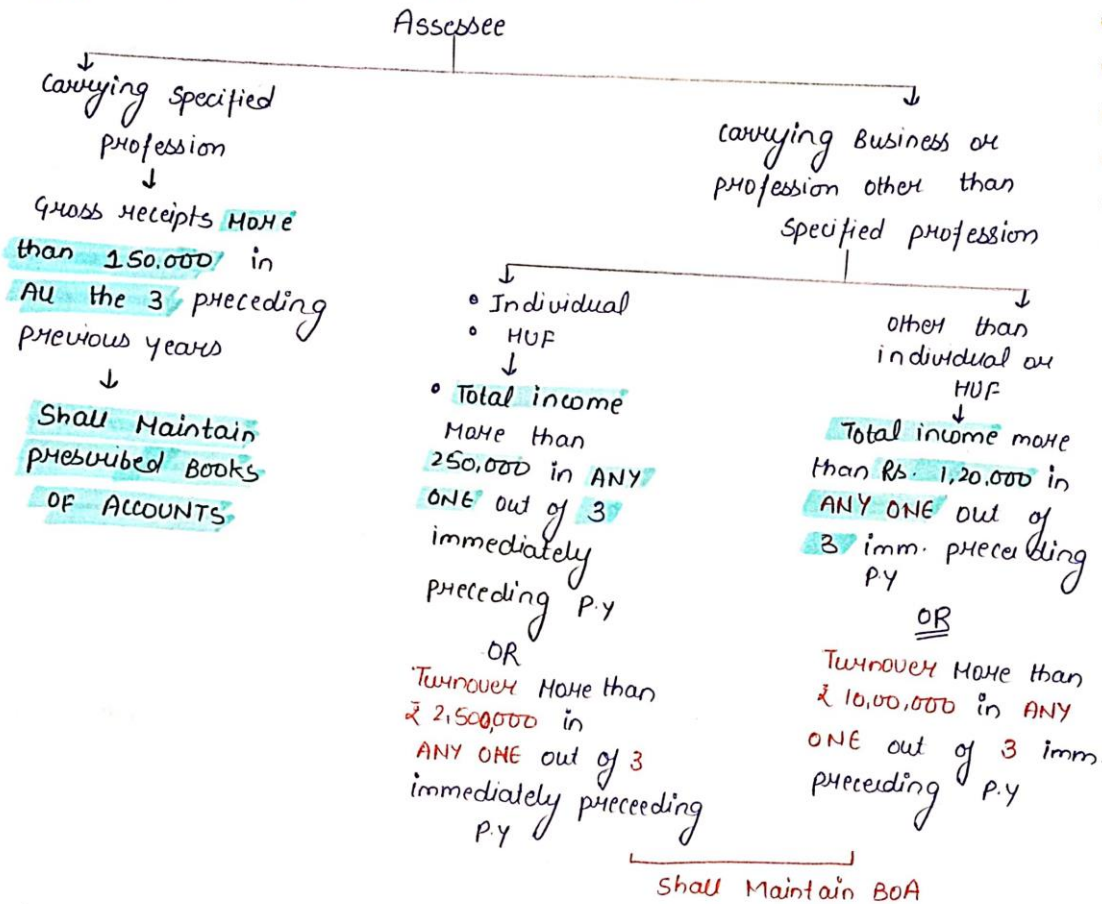 Assessee
Carrying Specified
profession
Gross receipts More
than 150,000 in
All the 3 preceding
previous years
Shall Maintain
prescribed Books
OF ACCOUNTS
carrying Business or
profession other than
Specified profession
• Individual
• HUF
• Total income
More than
250,000 in ANY
ONE out of 3
immediately
preceding P.Y
OR
Turnover More than
₹ 2,500,000 in
ANY ONE out of 3
immediately preceeding
P.Y
other than
individual or
HUF
Total income more
than Rs. 1,20,000 in
ANY ONE out of
3 imm. preceeding
P.Y
OR
Turnover More than
₹ 10,00,000 in ANY
ONE out of 3 imm.
preceeding P.Y
Shall Maintain BOA